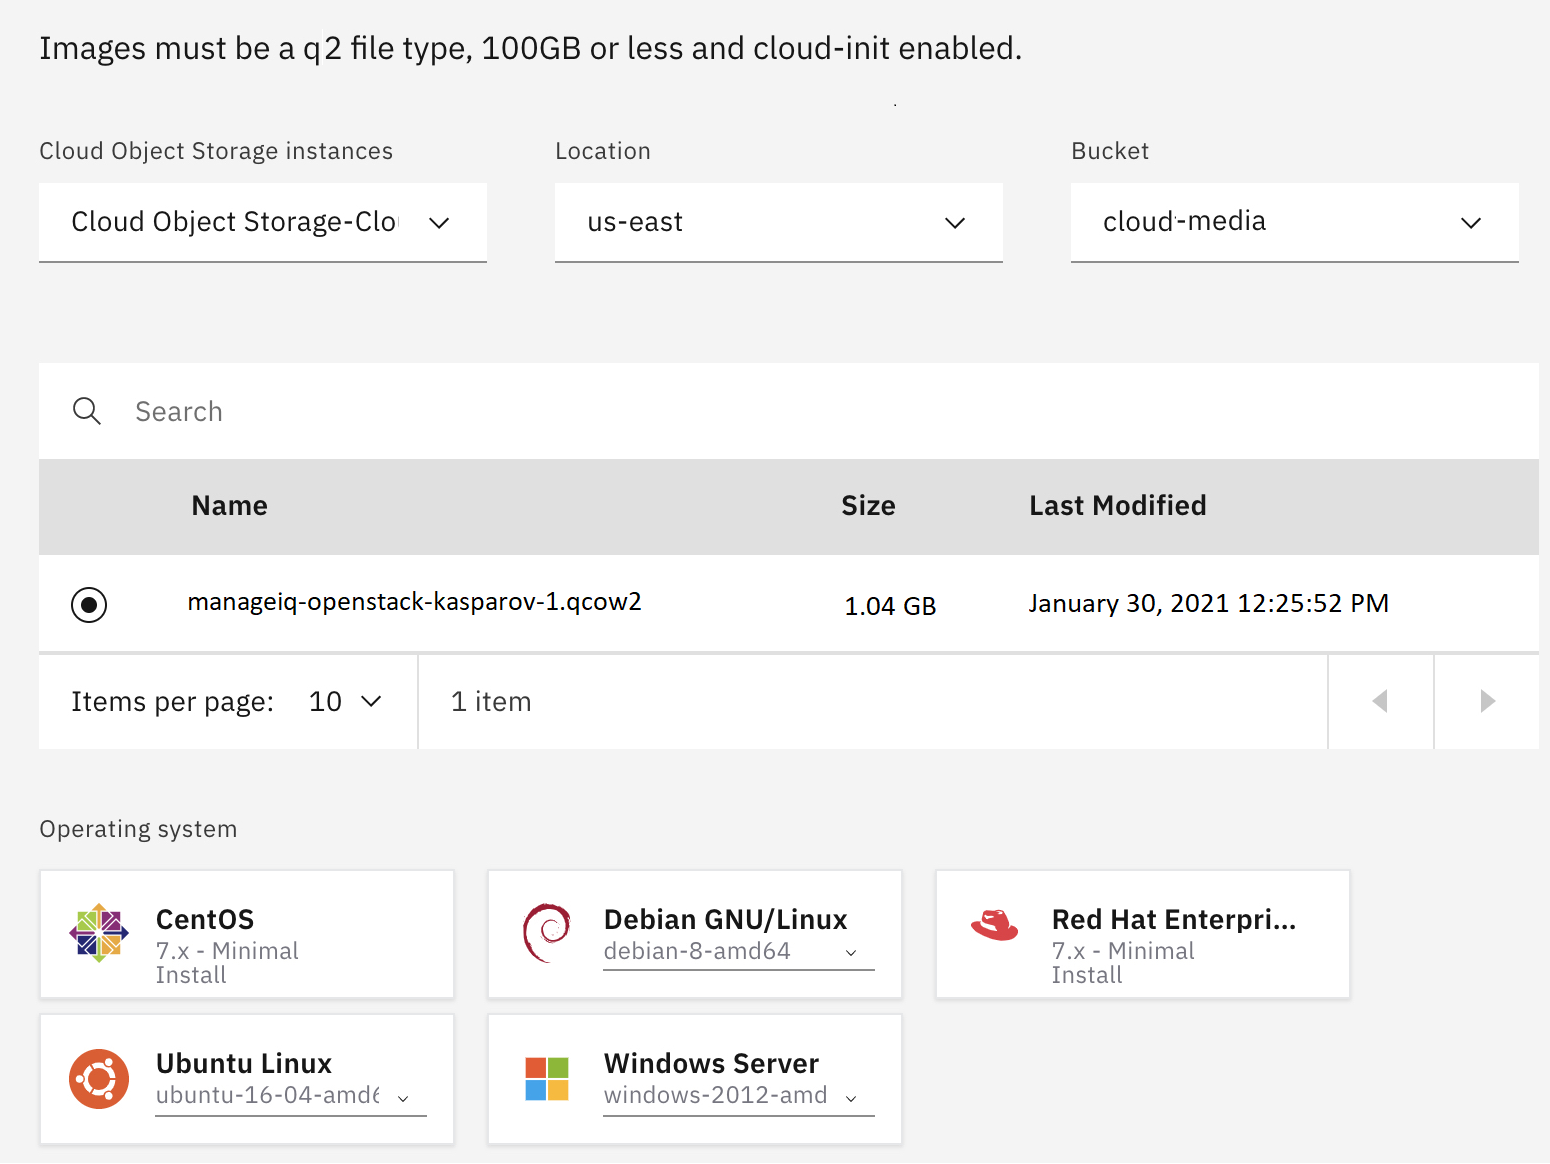 Images must be a q2 file type, 100GB or less and cloud-init enabled.
Cloud Object Storage instances
Location
Bucket
Cloud Object Storage-Clo
us-east
cloud-media
Search
Name
Size
Last Modified
manageiq-openstack-kasparov-1.qcow2
1.04 GB
January 30, 2021 12:25:52 PM
Items per page:
10
1 item
Operating system
CentOS
7.x - Minimal
Install
Debian GNU/Linux
debian-8-amd64
Red Hat Enterpri...
7.x - Minimal
Install
Ubuntu Linux
ubuntu-16-04-amd6
Windows Server
windows-2012-amd